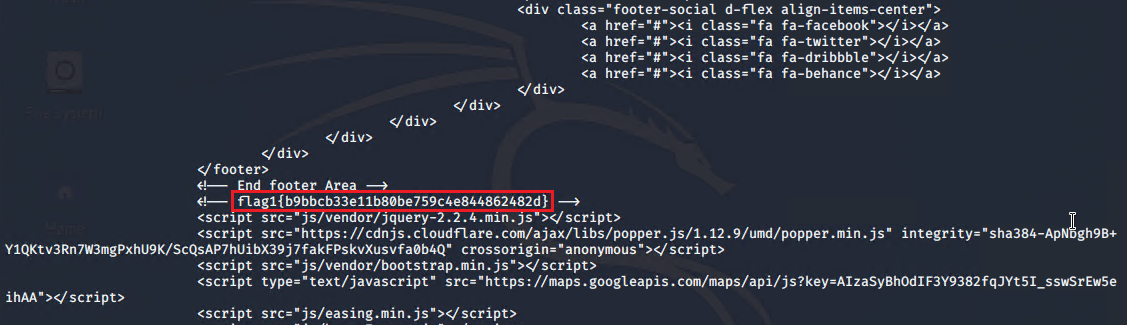 <div class="footer-social d-flex align-items-center">
<a href="#"><i class="fa fa-facebook"></i></a>
<a href="#"><i class="fa fa-twitter"></i></a>
<a href="#"><i class="fa fa-dribbble"></i></a>
<a href="#"><i class="fa fa-behance"></i></a>
</div>
</div>
</div>
</div>
</div>
</footer>
<!-- End footer Area -->
<!-- flag1{b9bbcb33e11b80be759c4e844862482d} -->
<script src="js/vendor/jquery-2.2.4.min.js"></script>
<script src="https://cdnjs.cloudflare.com/ajax/libs/popper.js/1.12.9/umd/popper.min.js" integrity="sha384-ApNbgh9B+
Y1QKtv3Rn7W3mgPxhU9K/ScQsAP7hUibX39j7fakFPskvXusvfa0b4Q" crossorigin="anonymous"></script>
<script src="js/vendor/bootstrap.min.js"></script>
<script type="text/javascript" src="https://maps.googleapis.com/maps/api/js?key=AIzaSyBhOdIF3Y9382fqJYt5I_sswSrEw5e
ihAA"></script>
<script src="js/easing.min.js"></script>